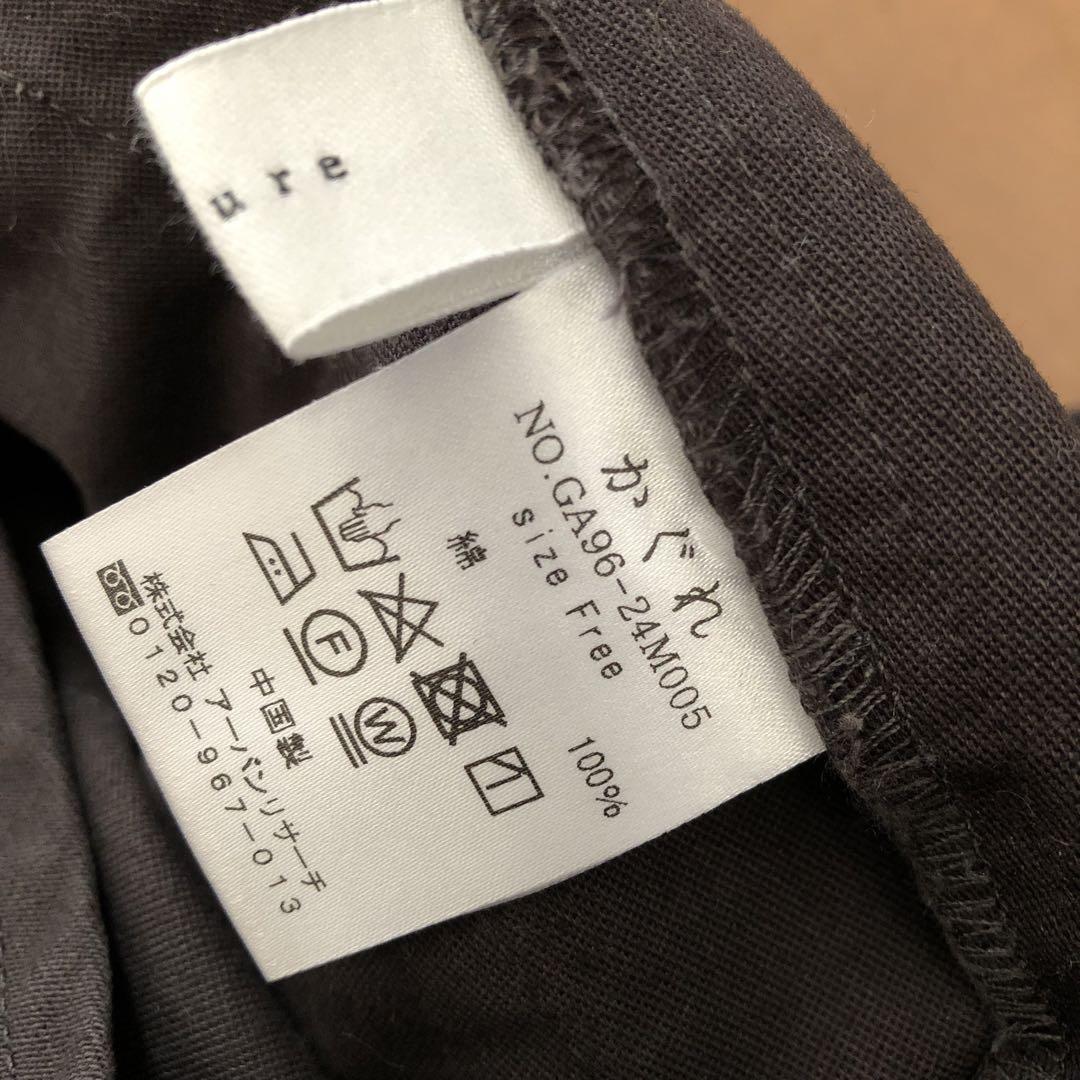 ure
かぐれ
NO.GA96-24M005
size Free
綿 100%
F
W
中国製
株式会社 アーバンリサーチ
0120-967-013